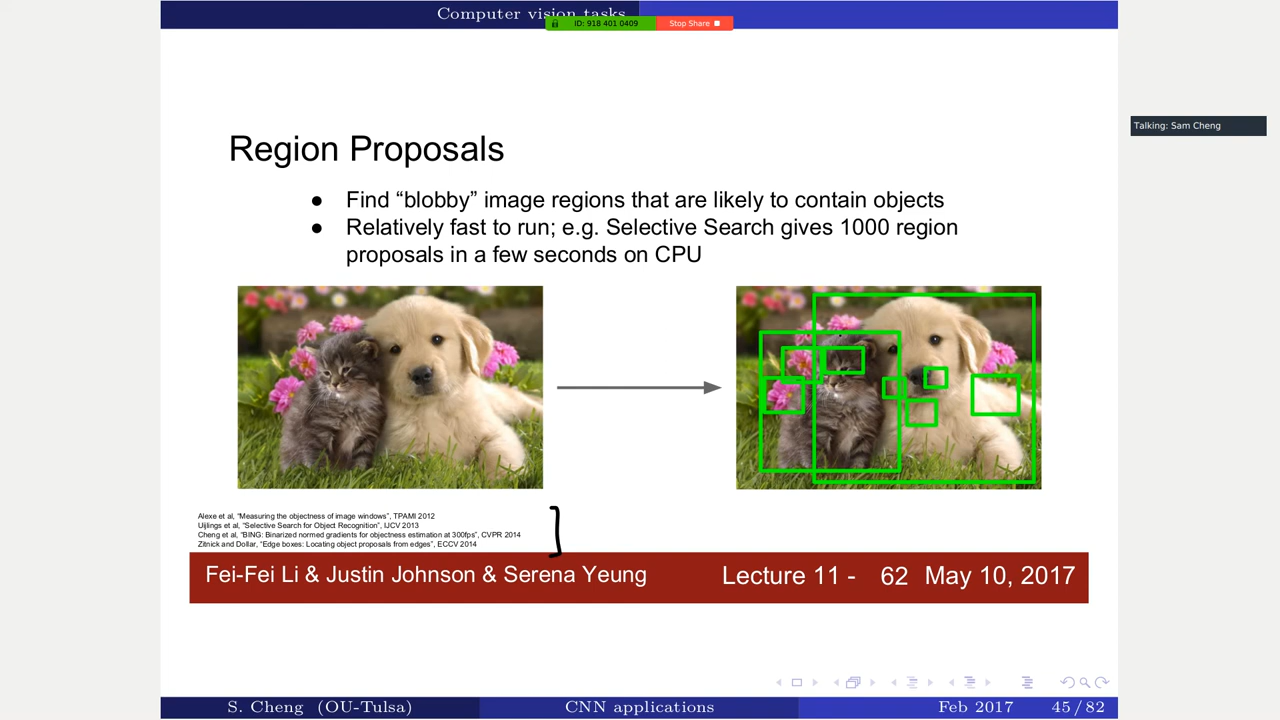 Computer vision tasks
ID: 918 401 0409 Stop Share
Talking: Sam Cheng
Region Proposals
● Find “blobby” image regions that are likely to contain objects
● Relatively fast to run; e.g. Selective Search gives 1000 region
proposals in a few seconds on CPU
Alexe et al, “Measuring the objectness of image windows”, TPAMI 2012
Uijlings et al, “Selective Search for Object Recognition”, IJCV 2013
Cheng et al, “BING: Binarized normed gradients for objectness estimation at 300fps”, CVPR 2014
Zitnick and Dollar, “Edge boxes: Locating object proposals from edges”, ECCV 2014
Fei-Fei Li & Justin Johnson & Serena Yeung Lecture 11 - 62 May 10, 2017
S. Cheng (OU-Tulsa) CNN applications Feb 2017 45 / 82